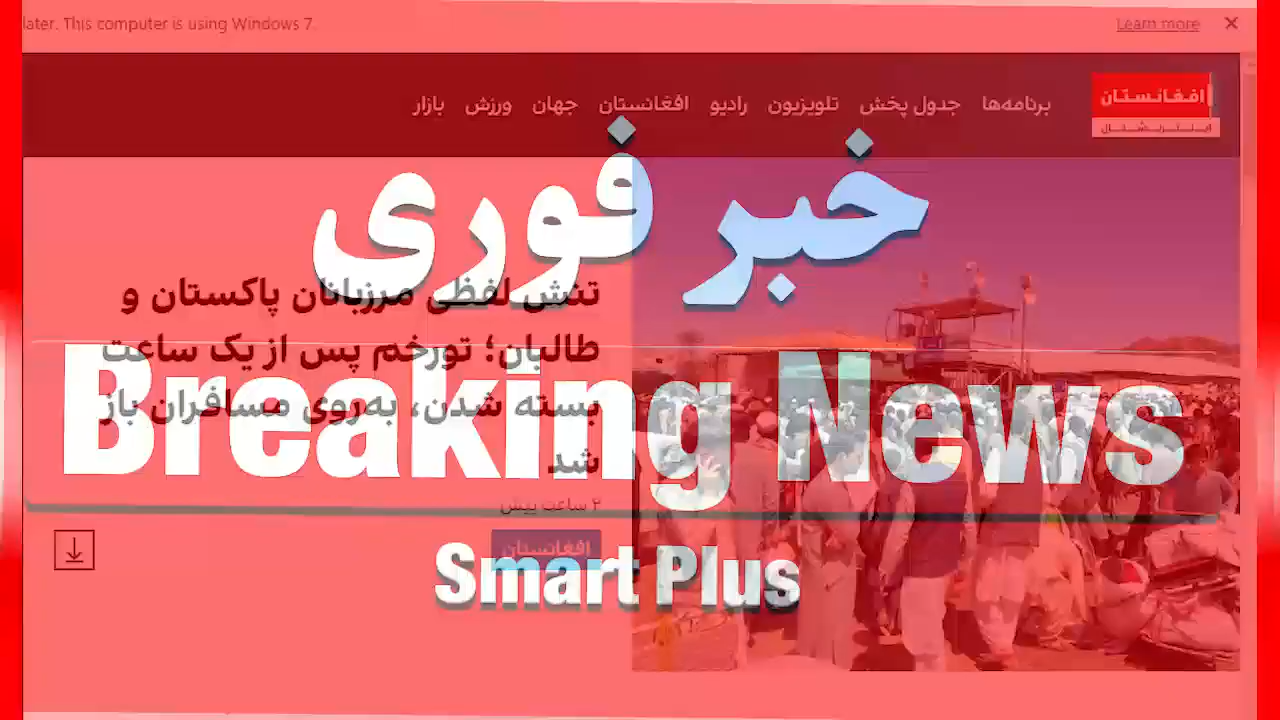 later. This computer is using Windows 7.
Learn more
افغانستان
اینترنشنال
برنامه‌ها جدول پخش تلویزیون رادیو افغانستان جهان ورزش بازار
خبر فوری
تنش لفظی مرزبانان پاکستان و
طالبان؛ تورخم پس از یک ساعت
بسته شدن، به‌روی مسافران باز
شد
Breaking News
۲ ساعت پیش
افغانستان
Smart Plus